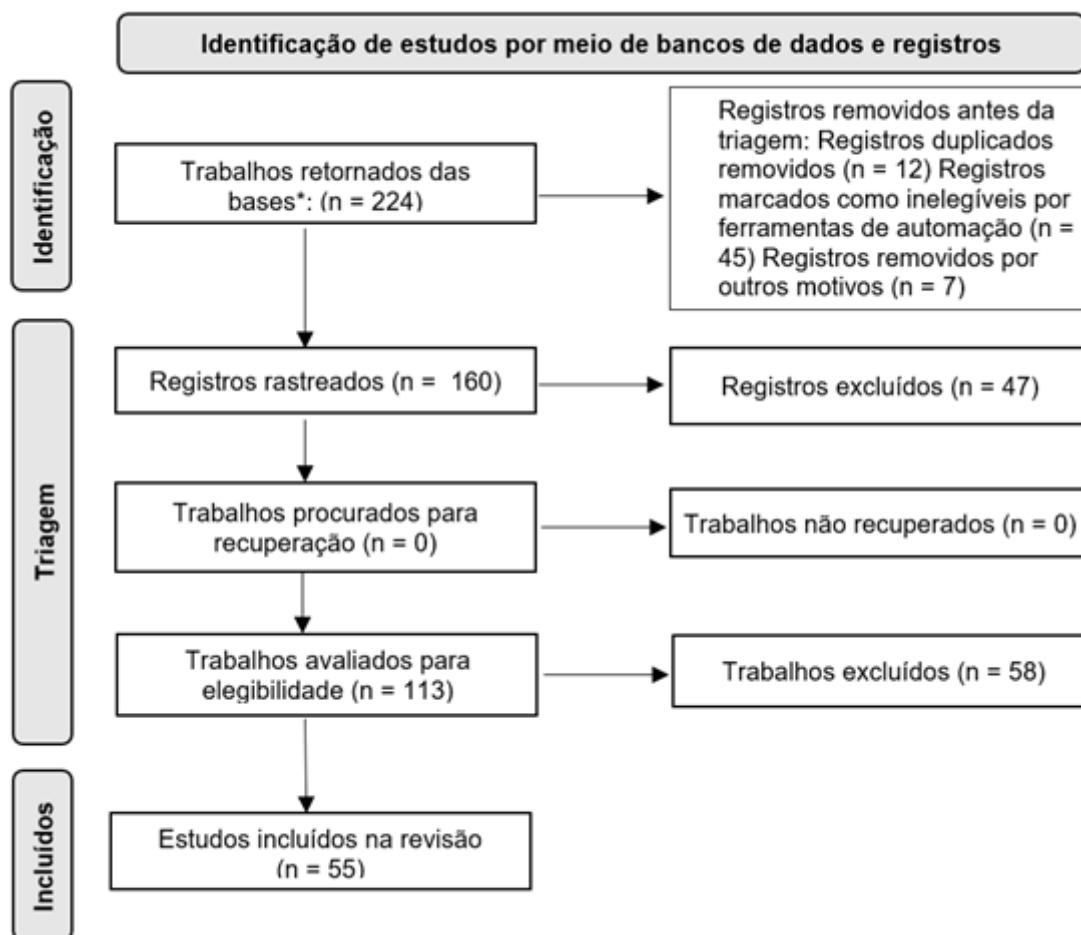 Identificação de estudos por meio de bancos de dados e registros
Identificação
Trabalhos retornados das
bases*: (n = 224)
Registros removidos antes da
triagem: Registros duplicados
removidos (n = 12) Registros
marcados como inelegíveis por
ferramentas de automação (n =
45) Registros removidos por
outros motivos (n = 7)
Triagem
Registros rastreados (n =  160)
Registros excluídos (n = 47)
Trabalhos procurados para
recuperação (n = 0)
Trabalhos não recuperados (n = 0)
Trabalhos avaliados para
elegibilidade (n = 113)
Trabalhos excluídos (n = 58)
Incluídos
Estudos incluídos na revisão
(n = 55)